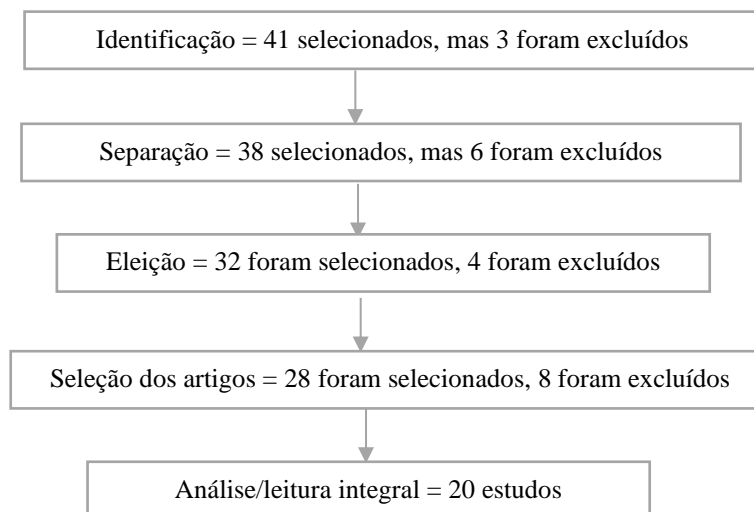 Identificação = 41 selecionados, mas 3 foram excluídos
Separação = 38 selecionados, mas 6 foram excluídos
Eleição = 32 foram selecionados, 4 foram excluídos
Seleção dos artigos = 28 foram selecionados, 8 foram excluídos
Análise/leitura integral = 20 estudos